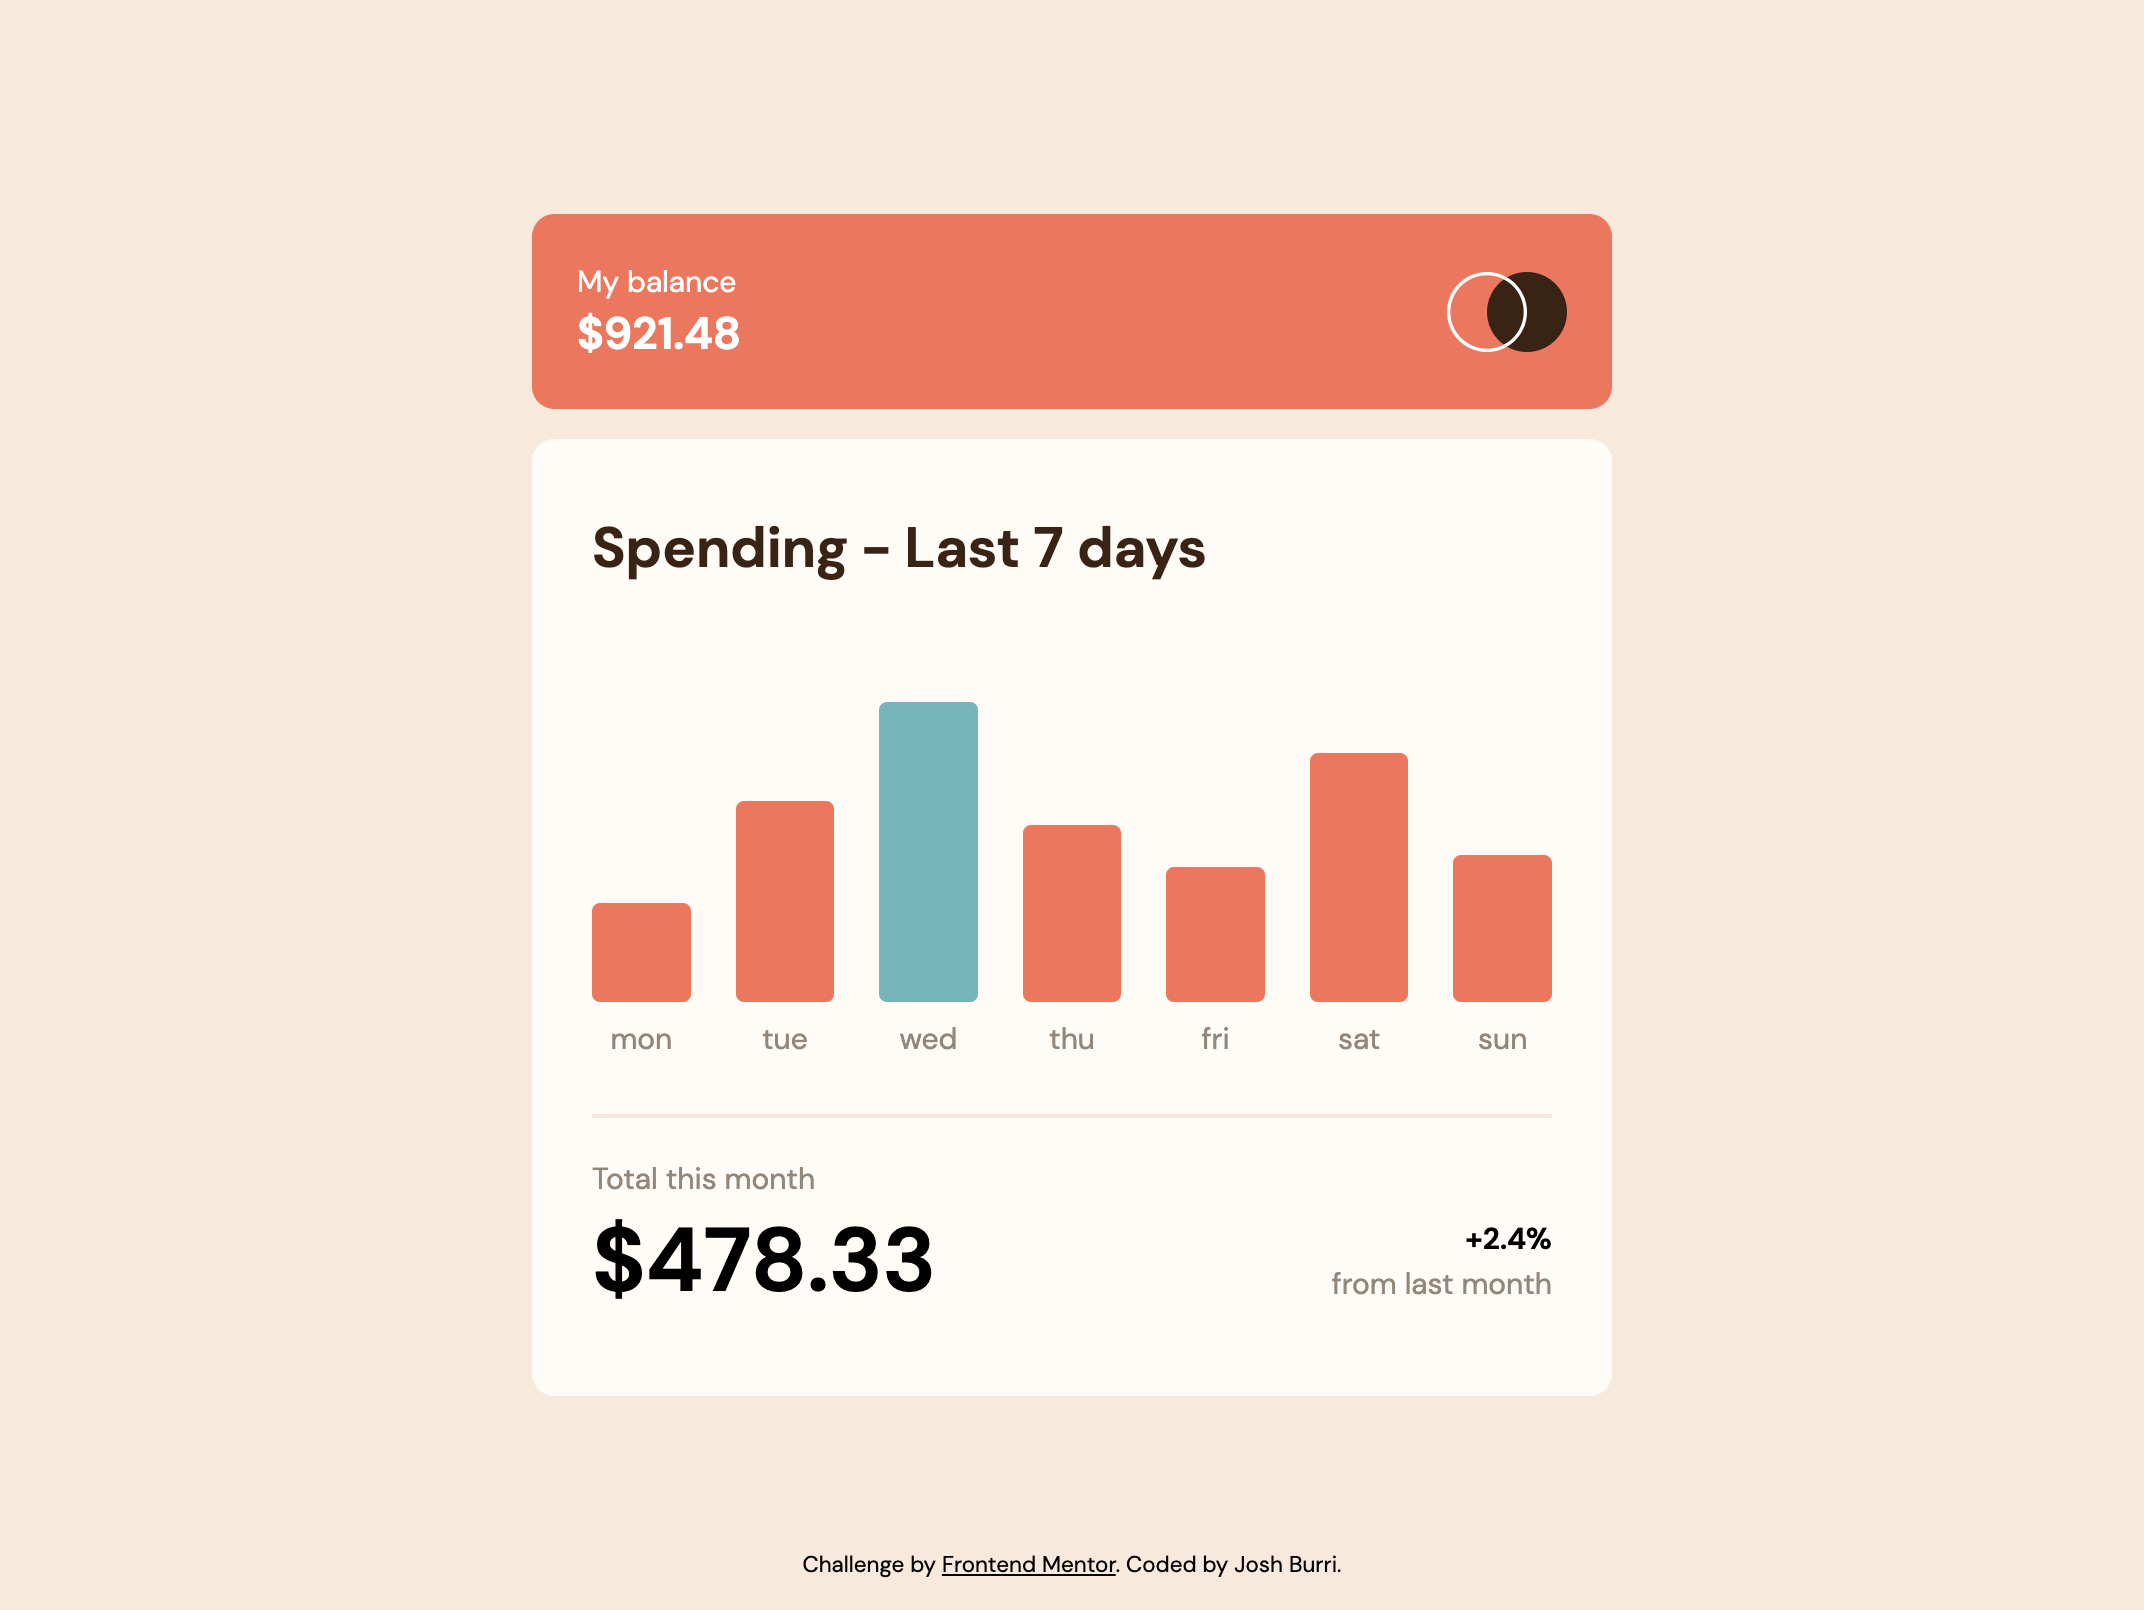 My balance
$921.48
Spending - Last 7 days
mon tue wed thu fri sat sun
Total this month
$478.33
+2.4%
from last month
Challenge by Frontend Mentor. Coded by Josh Burri.